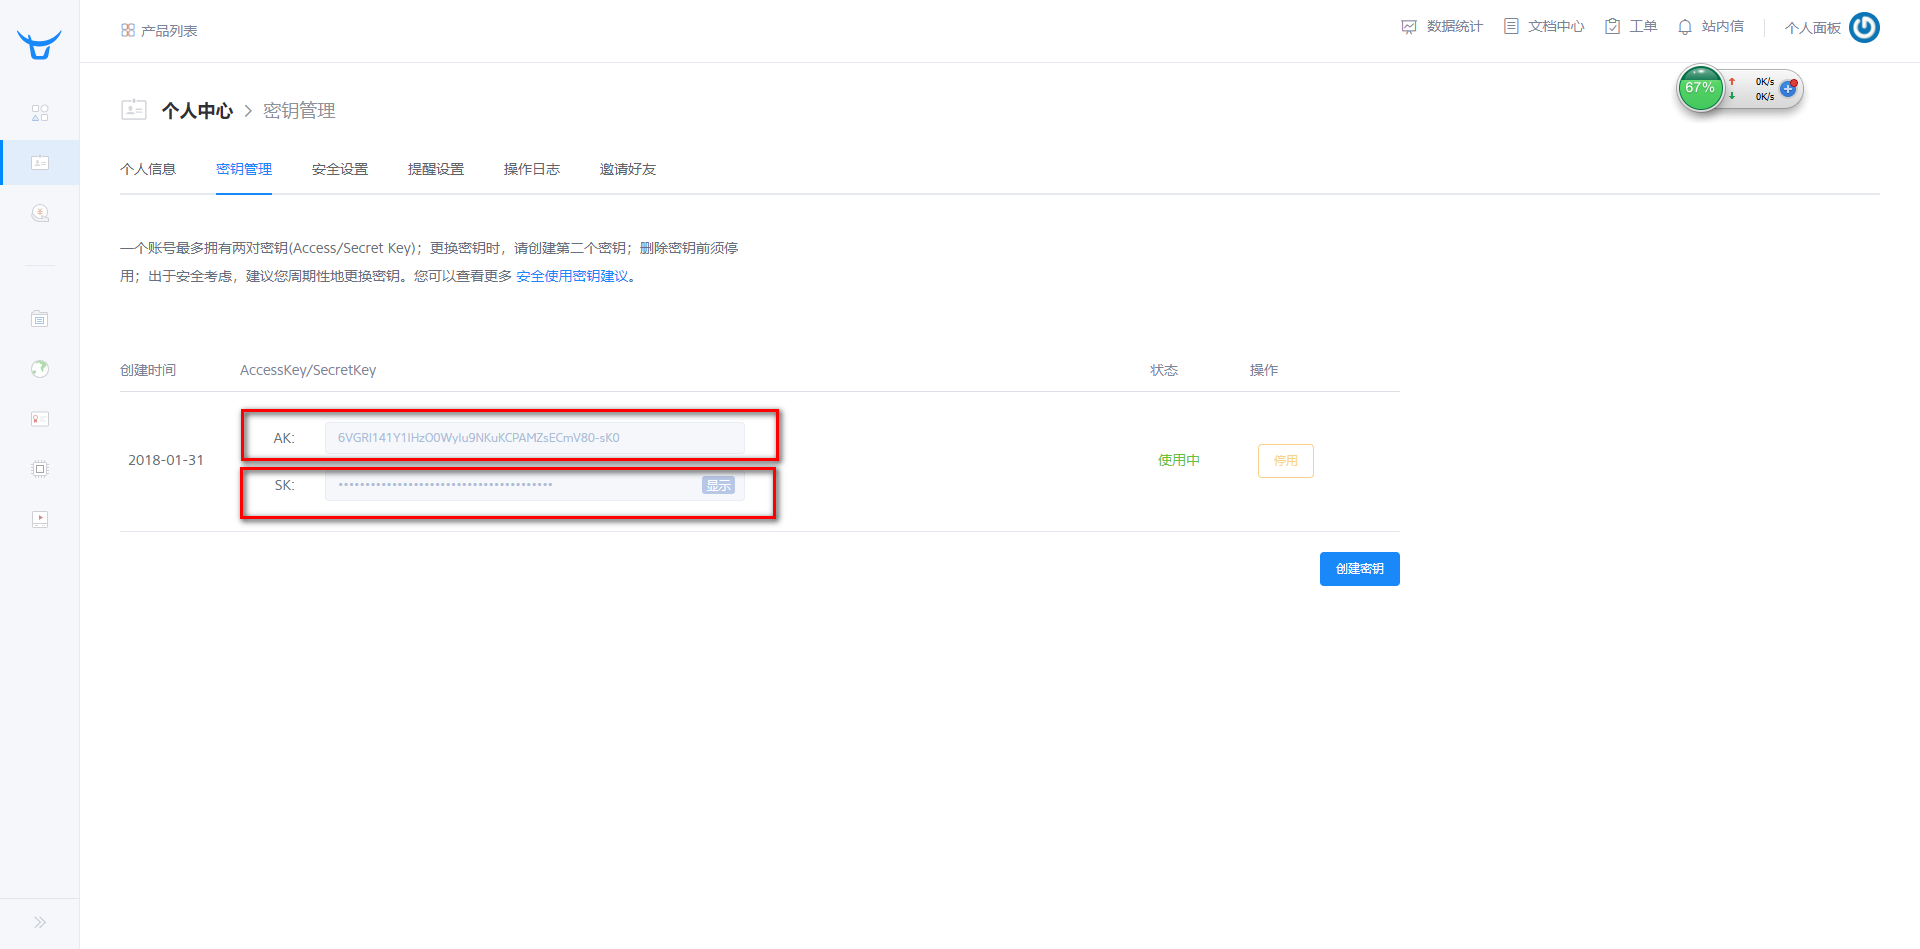 产品列表
数据统计 文档中心 工单 站内信 个人面板
67% 0K/s
0K/s
个人中心 > 密钥管理
个人信息 密钥管理 安全设置 提醒设置 操作日志 邀请好友
一个账号最多拥有两对密钥(Access/Secret Key)；更换密钥时，请创建第二个密钥；删除密钥前须停
用；出于安全考虑，建议您周期性地更换密钥。您可以查看更多 安全使用密钥建议。
创建时间 AccessKey/SecretKey 状态 操作
AK: 6VGRI141Y1IHzO0WyIu9NKuKCPAMZsECmV80-sK0
2018-01-31 使用中 停用
SK: •••••••••••••••••••••••••••••••••••••••• 显示
创建密钥